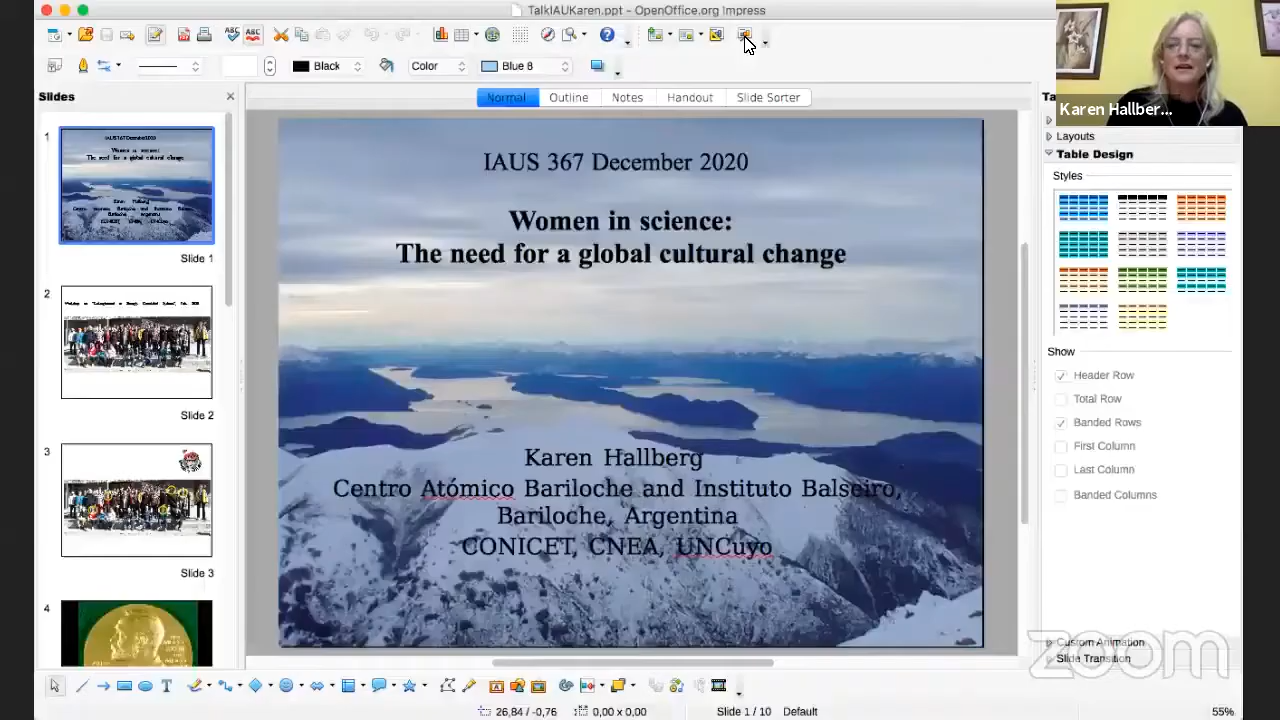 TalkIAUKaren.ppt - OpenOffice.org Impress
Black
Color
Blue 8
Karen Hallber...
Slides
Normal
Outline
Notes
Handout
Slide Sorter
Layouts
Table Design
Styles
1
Slide 1
2
Slide 2
3
Slide 3
4
IAUS 367 December 2020
Women in science:
The need for a global cultural change
Karen Hallberg
Centro Atómico Bariloche and Instituto Balseiro,
Bariloche, Argentina
CONICET, CNEA, UNCuyo
Show
Header Row
Total Row
Banded Rows
First Column
Last Column
Banded Columns
Custom Animation
Slide Transition
zoom
26,84 / -0,76
0,00 x 0,00
Slide 1 / 10
Default
55%